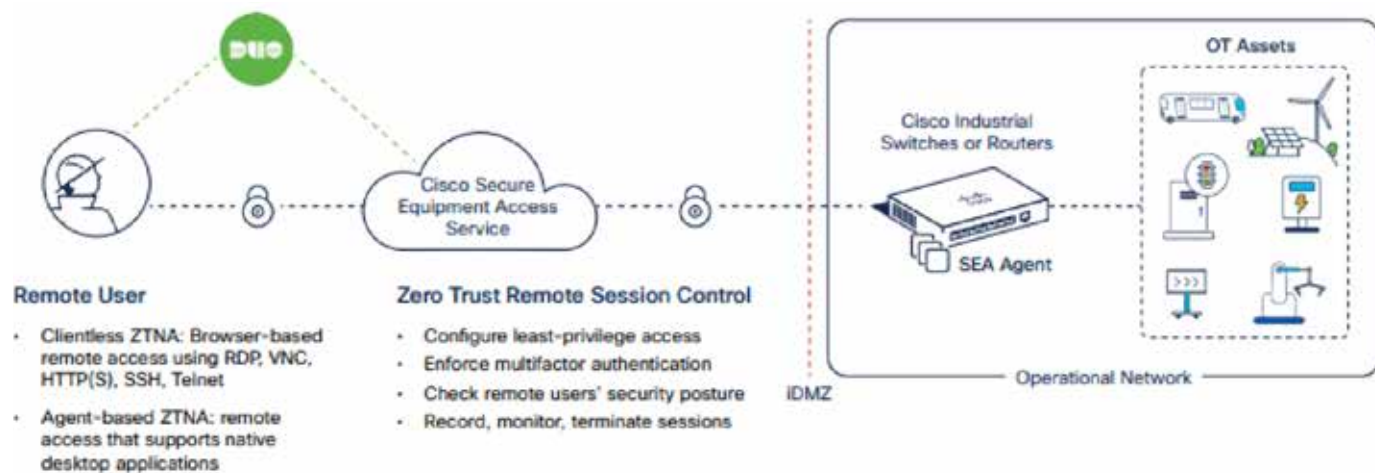 DUO
OT Assets
Cisco Industrial
Switches or Routers
Cisco Secure
Equipment Access
Service
SEA Agent
Remote User
• Clientless ZTNA: Browser-based
remote access using RDP, VNC,
HTTP(S), SSH, Telnet
• Agent-based ZTNA: remote
access that supports native
desktop applications
Zero Trust Remote Session Control
• Configure least-privilege access
• Enforce multifactor authentication
• Check remote users' security posture
• Record, monitor, terminate sessions
iDMZ
Operational Network